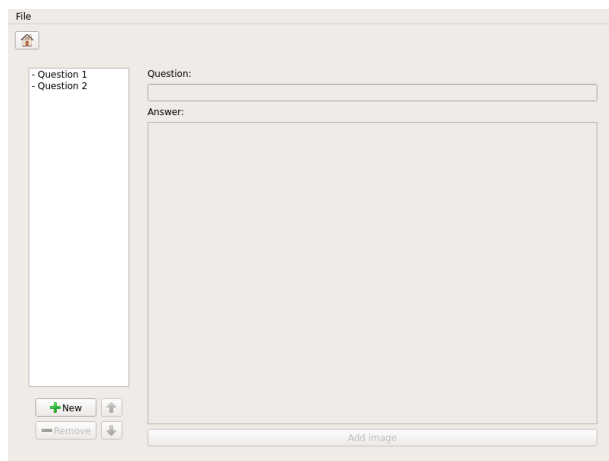 File
- Question 1
- Question 2
Question:
Answer:
New
Remove
Add image